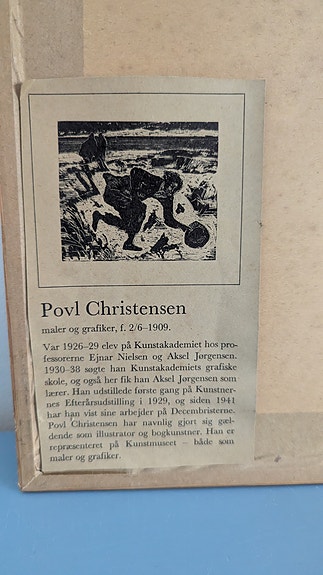 Povl Christensen
maler og grafiker, f. 2/6–1909.
Var 1926–29 elev på Kunstakademiet hos pro-
fessorerne Ejnar Nielsen og Aksel Jørgensen.
1930–38 søgte han Kunstakademiets grafiske
skole, og også her fik han Aksel Jørgensen som
lærer. Han udstillede første gang på Kunstner-
nes Efterårsudstilling i 1929, og siden 1941
har han vist sine arbejder på Decembristerne.
Povl Christensen har navnlig gjort sig gæl-
dende som illustrator og bogkunstner. Han er
repræsenteret på Kunstmuseet – både som
maler og grafiker.